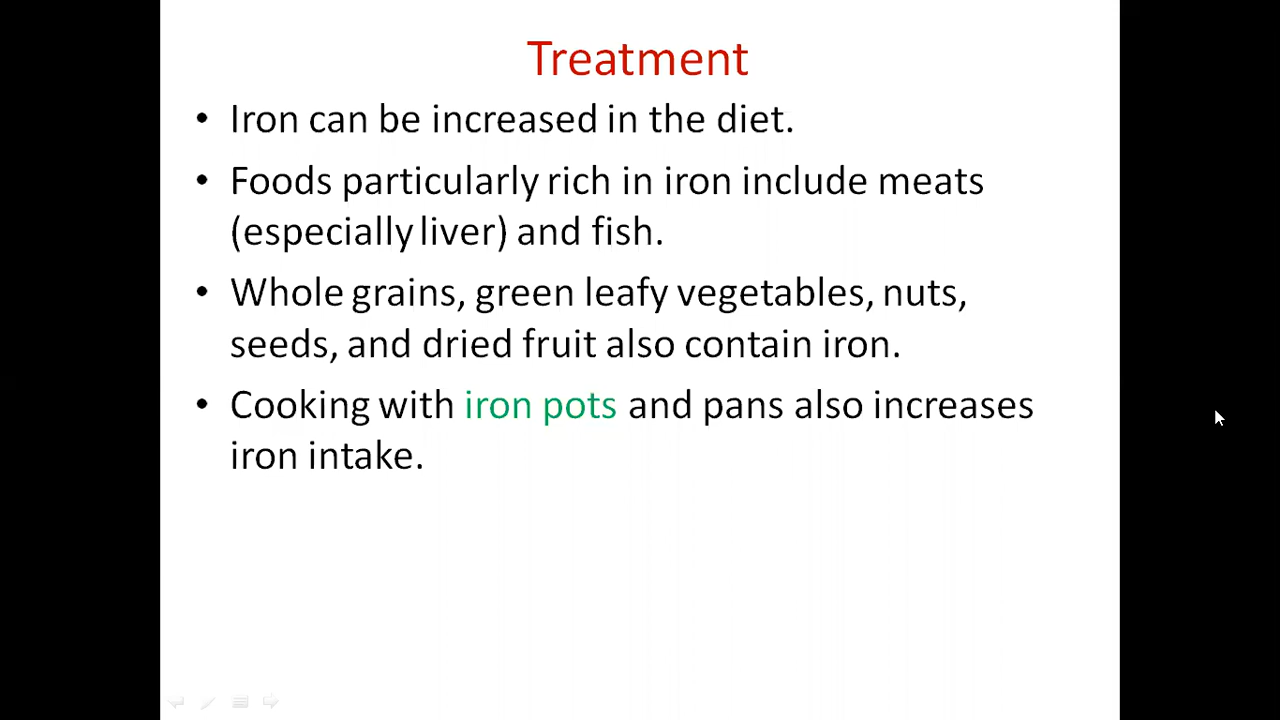 Treatment
• Iron can be increased in the diet.
• Foods particularly rich in iron include meats
(especially liver) and fish.
• Whole grains, green leafy vegetables, nuts,
seeds, and dried fruit also contain iron.
• Cooking with iron pots and pans also increases
iron intake.